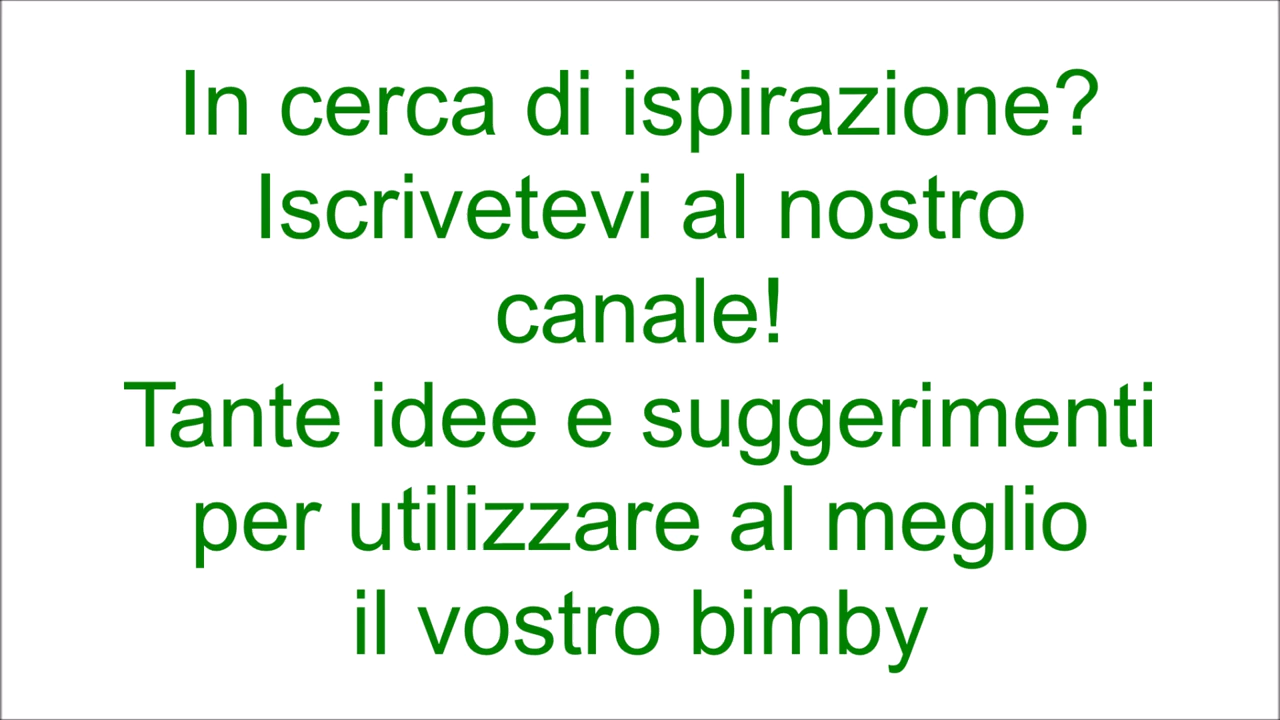 In cerca di ispirazione?
Iscrivetevi al nostro
canale!
Tante idee e suggerimenti
per utilizzare al meglio
il vostro bimby